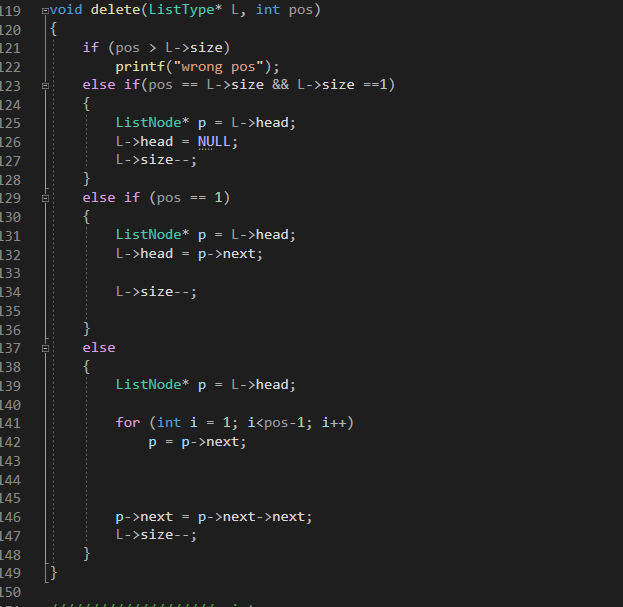 119 void delete(ListType* L, int pos)
120 {
121 if (pos > L->size)
122 printf("wrong pos");
123 else if(pos == L->size && L->size ==1)
124 {
125 ListNode* p = L->head;
126 L->head = NULL;
127 L->size--;
128 }
129 else if (pos == 1)
130 {
131 ListNode* p = L->head;
132 L->head = p->next;
133
134 L->size--;
135
136 }
137 else
138 {
139 ListNode* p = L->head;
140
141 for (int i = 1; i<pos-1; i++)
142 p = p->next;
143
144
145
146 p->next = p->next->next;
147 L->size--;
148 }
149 }
150